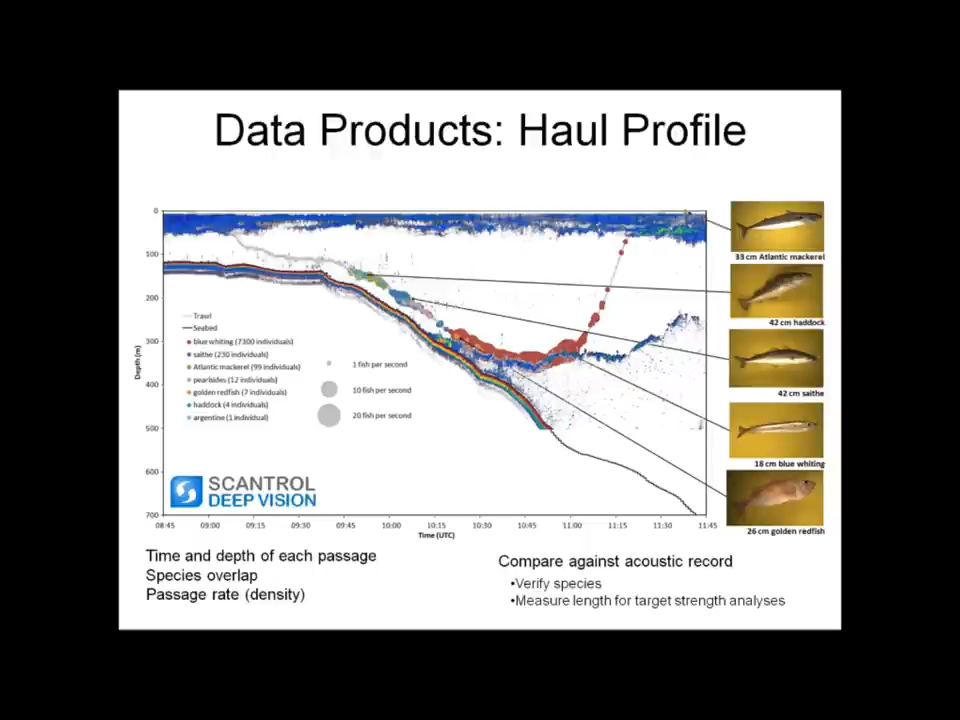 Data Products: Haul Profile
0
100
200
300
400
500
600
700
Depth (m)
Trawl
Seabed
blue whiting (7300 individuals)
saithe (230 individuals)
Atlantic mackerel (99 individuals)
pearlsides (12 individuals)
golden redfish (7 individuals)
haddock (4 individuals)
argentine (1 individual)
1 fish per second
10 fish per second
20 fish per second
SCANTROL
DEEP VISION
08:45 09:00 09:15 09:30 09:45 10:00 10:15 10:30 10:45 11:00 11:15 11:30 11:45
Time (UTC)
33 cm Atlantic mackerel
42 cm haddock
42 cm saithe
18 cm blue whiting
26 cm golden redfish
Time and depth of each passage
Species overlap
Passage rate (density)
Compare against acoustic record
•Verify species
•Measure length for target strength analyses